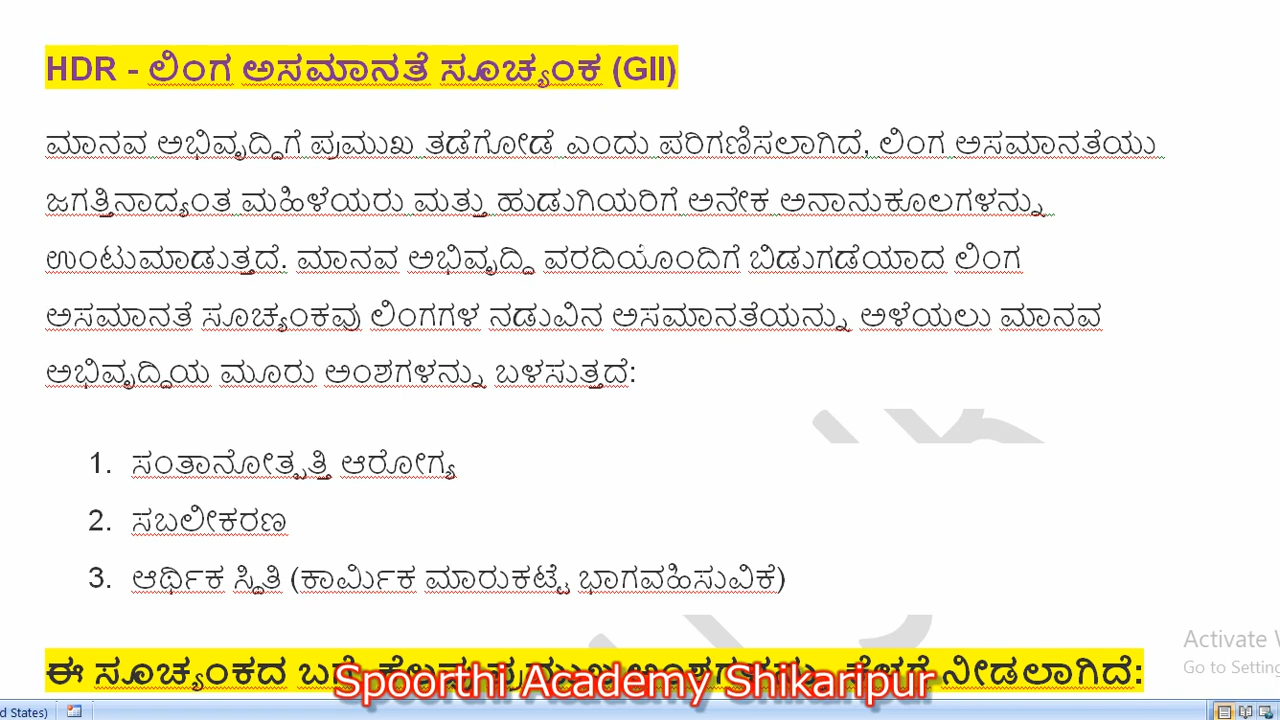 HDR - ಲಿಂಗ ಅಸಮಾನತೆ ಸೂಚ್ಯಂಕ (GII)
ಮಾನವ ಅಭಿವೃದ್ಧಿಗೆ ಪ್ರಮುಖ ತಡೆಗೋಡೆ ಎಂದು ಪರಿಗಣಿಸಲಾಗಿದೆ, ಲಿಂಗ ಅಸಮಾನತೆಯು
ಜಗತ್ತಿನಾದ್ಯಂತ ಮಹಿಳೆಯರು ಮತ್ತು ಹುಡುಗಿಯರಿಗೆ ಅನೇಕ ಅನಾನುಕೂಲಗಳನ್ನು
ಉಂಟುಮಾಡುತ್ತದೆ. ಮಾನವ ಅಭಿವೃದ್ಧಿ ವರದಿಯೊಂದಿಗೆ ಬಿಡುಗಡೆಯಾದ ಲಿಂಗ
ಅಸಮಾನತೆ ಸೂಚ್ಯಂಕವು ಲಿಂಗಗಳ ನಡುವಿನ ಅಸಮಾನತೆಯನ್ನು ಅಳೆಯಲು ಮಾನವ
ಅಭಿವೃದ್ಧಿಯ ಮೂರು ಅಂಶಗಳನ್ನು ಬಳಸುತ್ತದೆ:
1. ಸಂತಾನೋತ್ಪತ್ತಿ ಆರೋಗ್ಯ
2. ಸಬಲೀಕರಣ
3. ಆರ್ಥಿಕ ಸ್ಥಿತಿ (ಕಾರ್ಮಿಕ ಮಾರುಕಟ್ಟೆ ಭಾಗವಹಿಸುವಿಕೆ)
Activate
Go to Setting
ಈ ಸೂಚ್ಯಂಕದ ನೀಡಲಾಗಿದೆ:
Spoorthi Academy Shikaripur
d States)